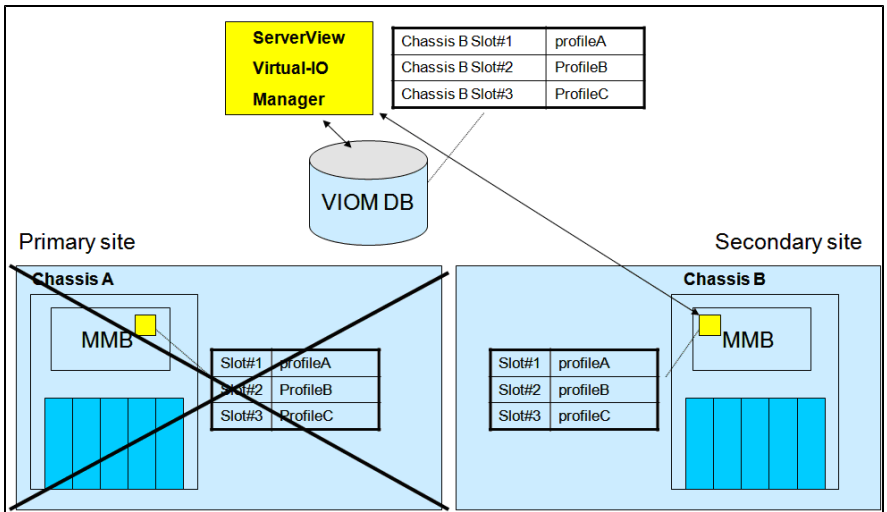 ServerView
Virtual-IO
Manager
Chassis B Slot#1 profileA
Chassis B Slot#2 ProfileB
Chassis B Slot#3 ProfileC
VIOM DB
Primary site
Secondary site
Chassis A
MMB
Slot#1 profileA
Slot#2 ProfileB
Slot#3 ProfileC
Chassis B
MMB
Slot#1 profileA
Slot#2 profileB
Slot#3 profileC